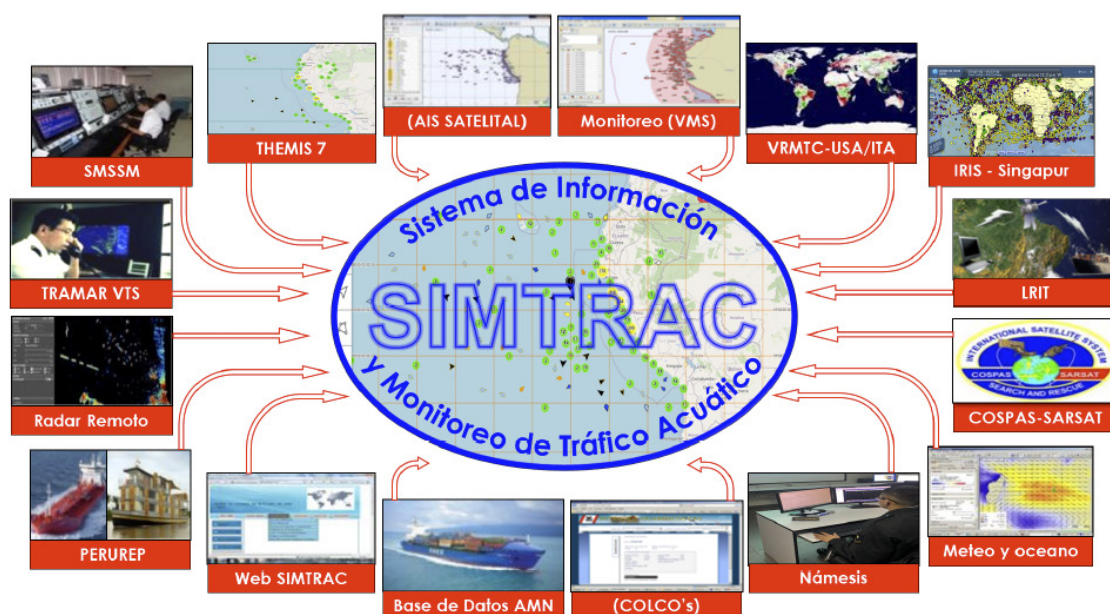 (AIS SATELITAL)
Monitoreo (VMS)
THEMIS 7
VRMTC-USA/ITA
SMSSM
IRIS - Singapur
Sistema de Información
SIMTRAC
y Monitoreo de Tráfico Acuático
TRAMAR VTS
LRIT
Radar Remoto
INTERNATIONAL SATELLITE SYSTEM
COSPAS SARSAT
SEARCH AND RESCUE
COSPAS-SARSAT
PERUREP
Web SIMTRAC
Base de Datos AMN
(COLCO's)
Námesis
Meteo y oceano